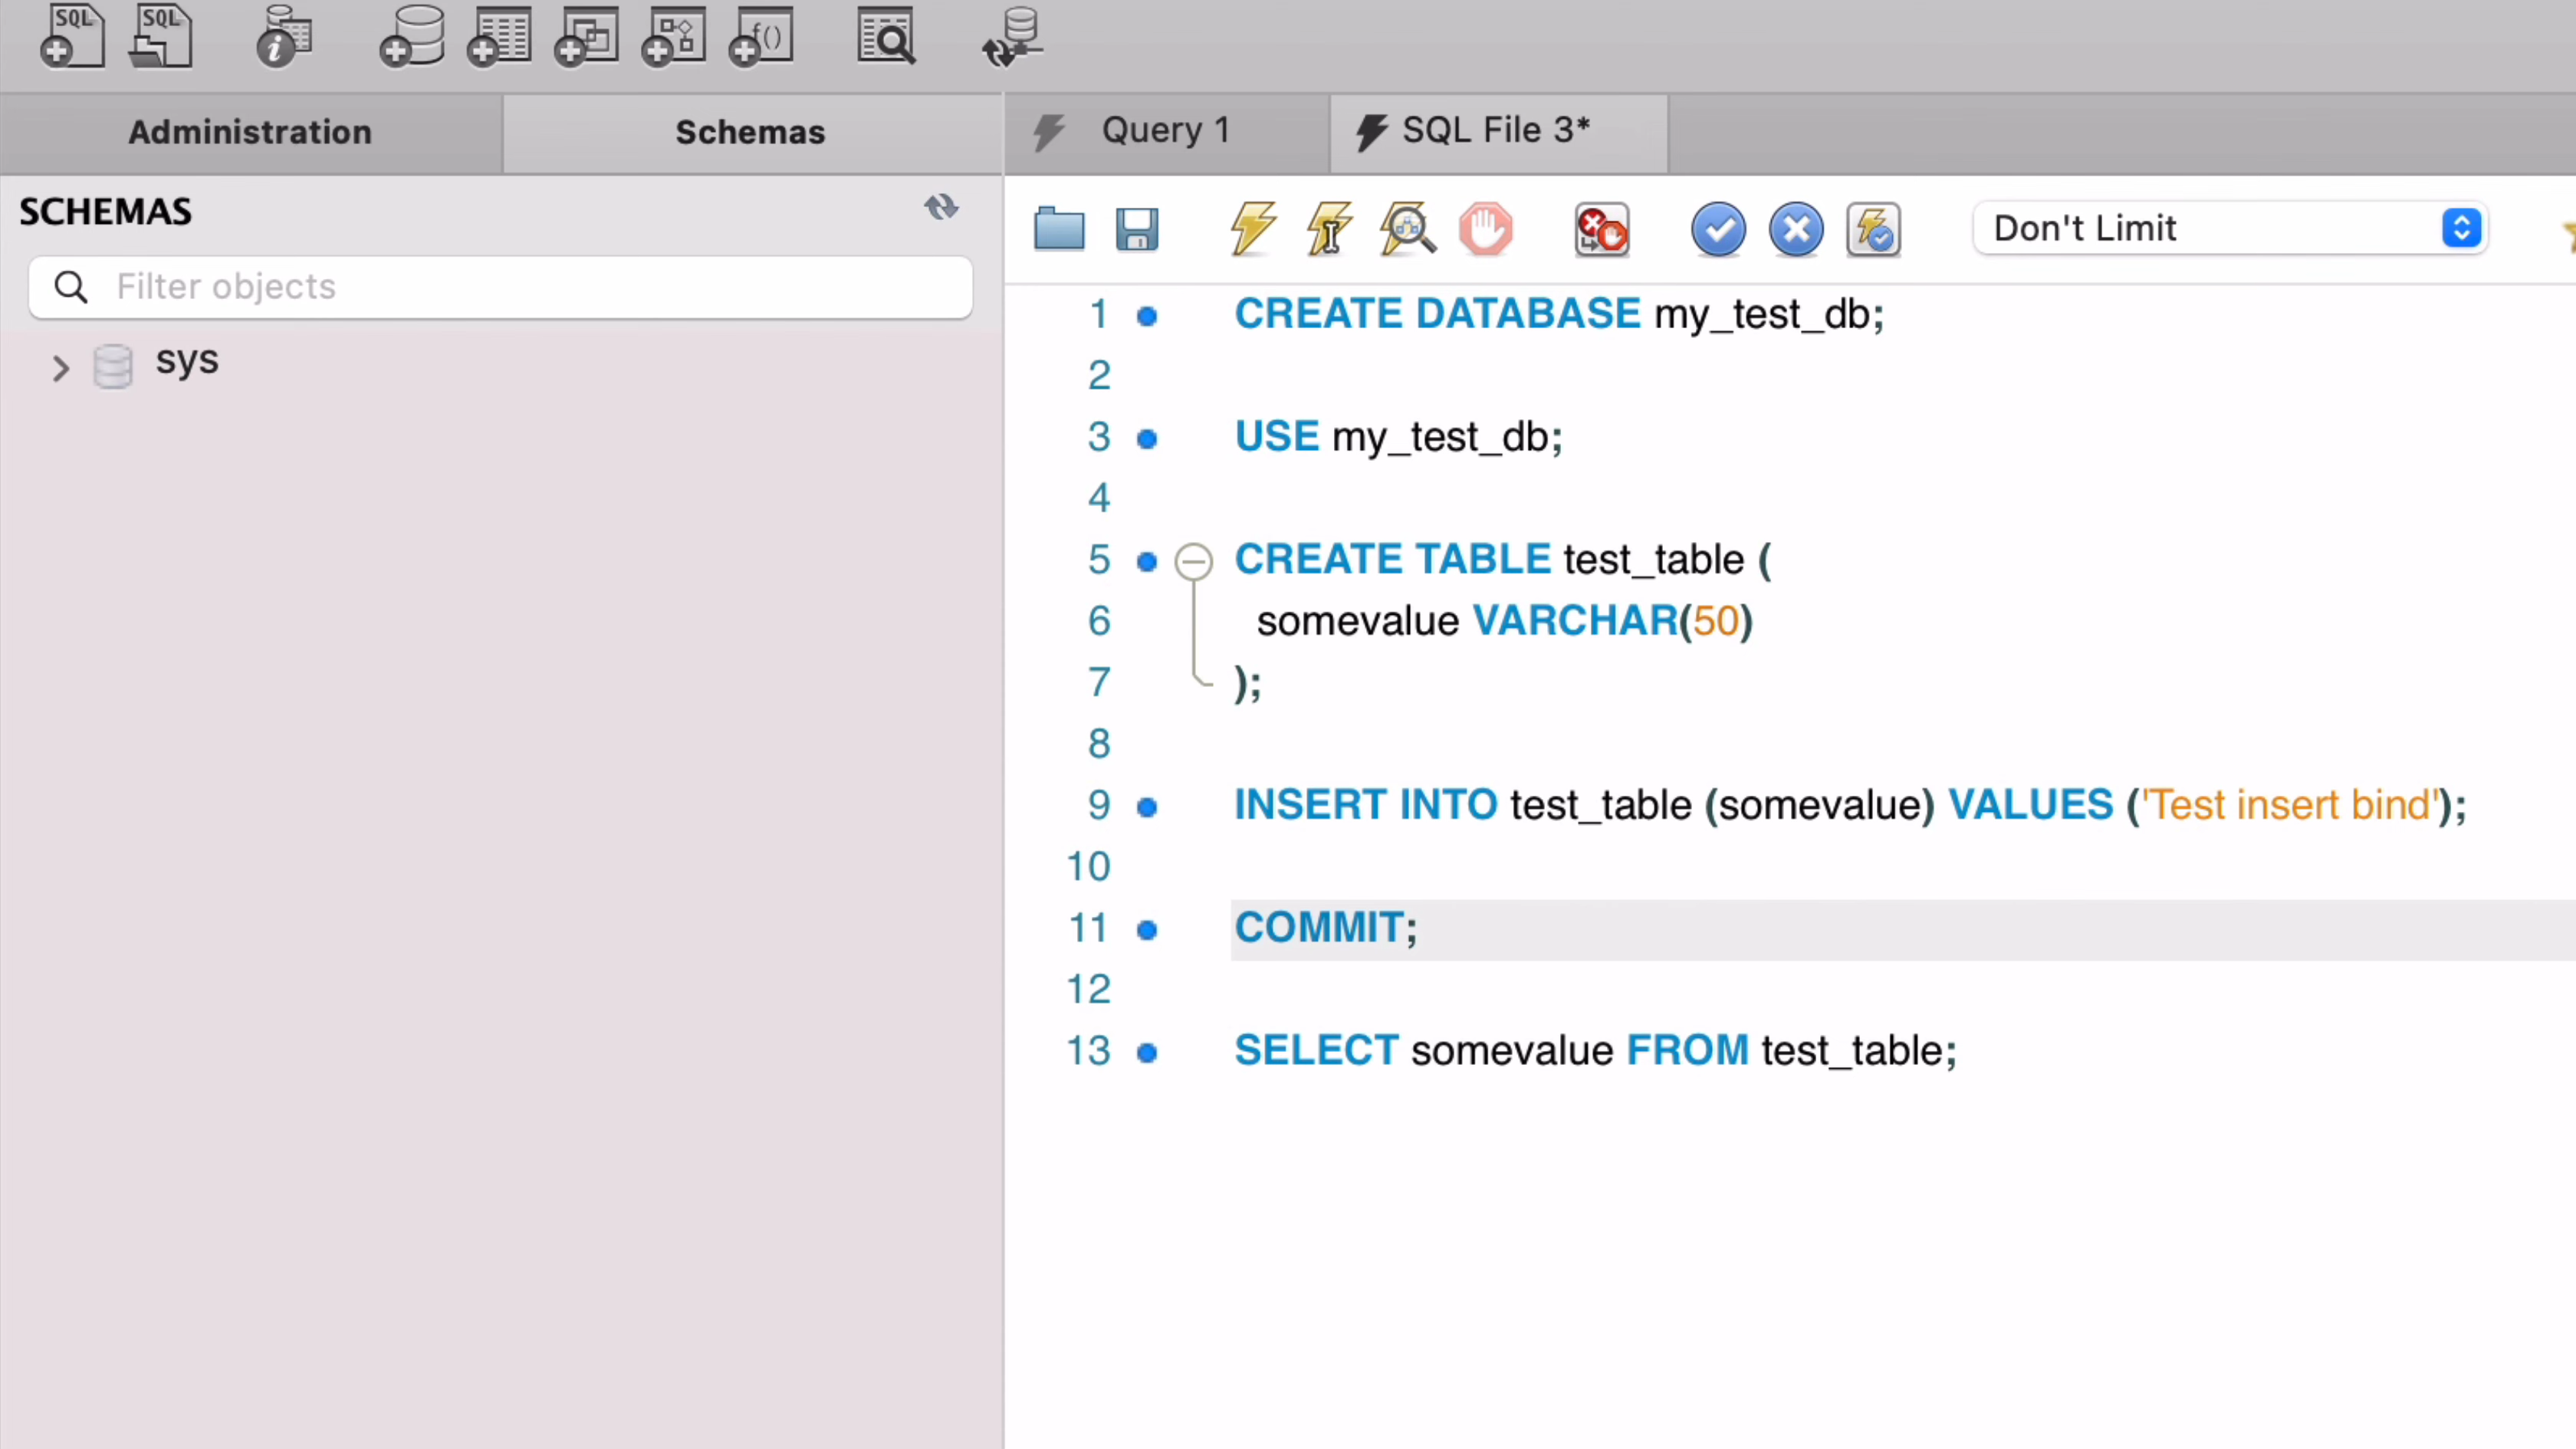 SQL SQL
f()
Administration Schemas Query 1 SQL File 3*
SCHEMAS
Don't Limit
Filter objects
sys
1 CREATE DATABASE my_test_db;
2
3 USE my_test_db;
4
5 CREATE TABLE test_table (
6 somevalue VARCHAR(50)
7 );
8
9 INSERT INTO test_table (somevalue) VALUES ('Test insert bind');
10
11 COMMIT;
12
13 SELECT somevalue FROM test_table;